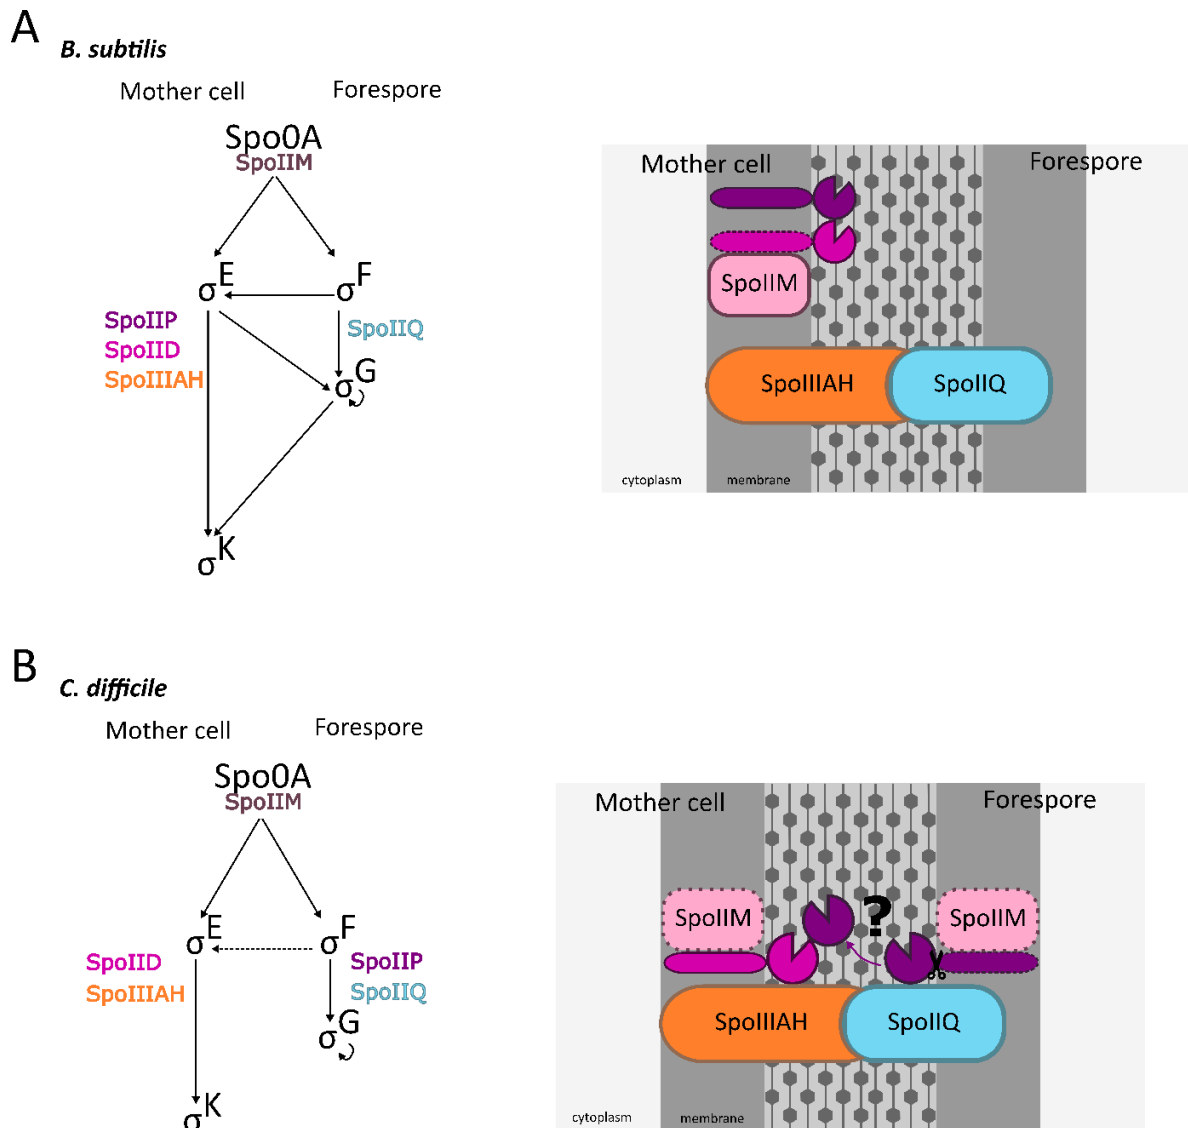 A
B. subtilis
Mother cell
Forespore
Spo0A
SpoIIM
σE
σF
SpoIIP
SpoIID
SpoIIIAH
SpoIIQ
σG
σK
Mother cell
Forespore
SpoIIM
SpoIIIAH
SpoIIQ
cytoplasm
membrane
B
C. difficile
Mother cell
Forespore
Spo0A
SpoIIM
σE
σF
SpoIID
SpoIIIAH
SpoIIP
SpoIIQ
σG
σK
Mother cell
Forespore
SpoIIM
?
SpoIIM
SpoIIIAH
SpoIIQ
cytoplasm
membrane